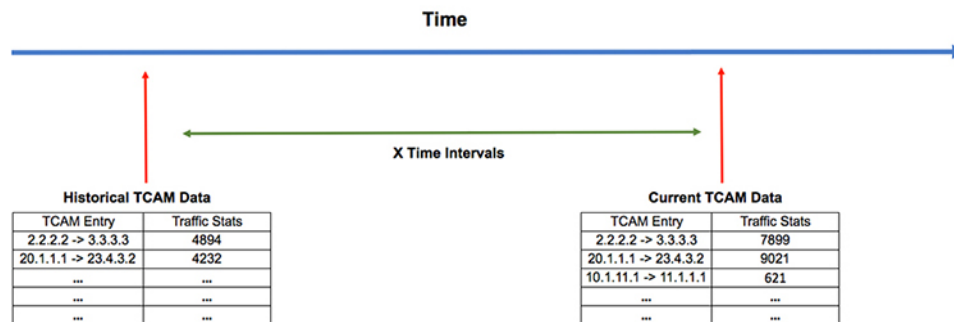 Time
X Time Intervals
Historical TCAM Data
TCAM Entry Traffic Stats
2.2.2.2 -> 3.3.3.3 4894
20.1.1.1 -> 23.4.3.2 4232
... ...
... ...
... ...
Current TCAM Data
TCAM Entry Traffic Stats
2.2.2.2 -> 3.3.3.3 7899
20.1.1.1 -> 23.4.3.2 9021
10.1.11.1 -> 11.1.1.1 621
... ...
... ...